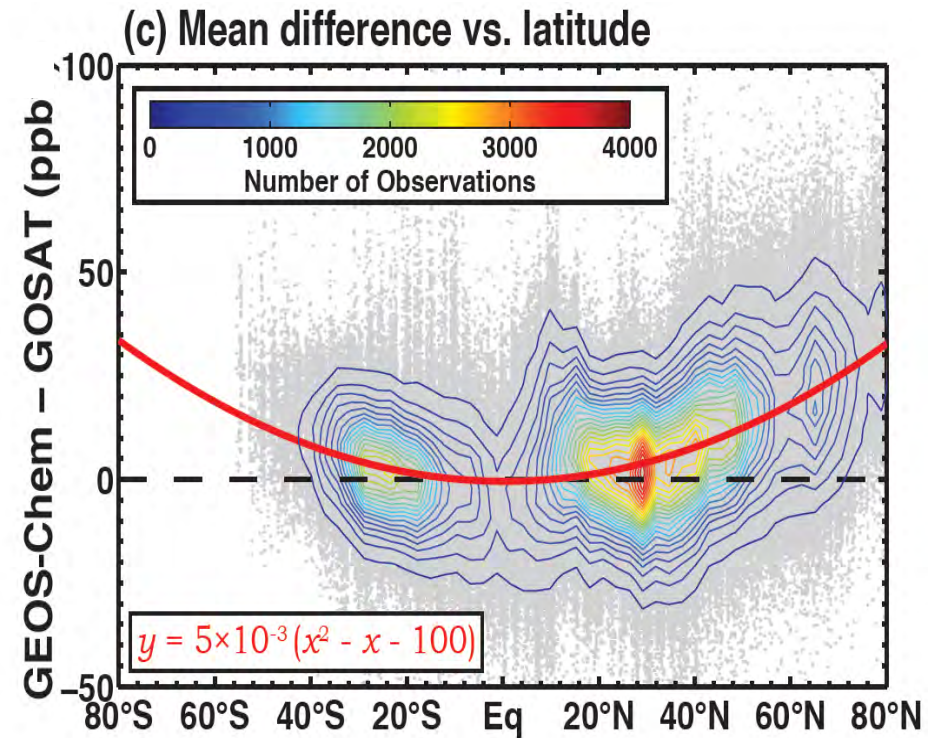 (c) Mean difference vs. latitude
GEOS-Chem – GOSAT (ppb
100
50
0
–50
0 1000 2000 3000 4000
Number of Observations
y = 5×10⁻³ (x² - x - 100)
80°S 60°S 40°S 20°S Eq 20°N 40°N 60°N 80°N